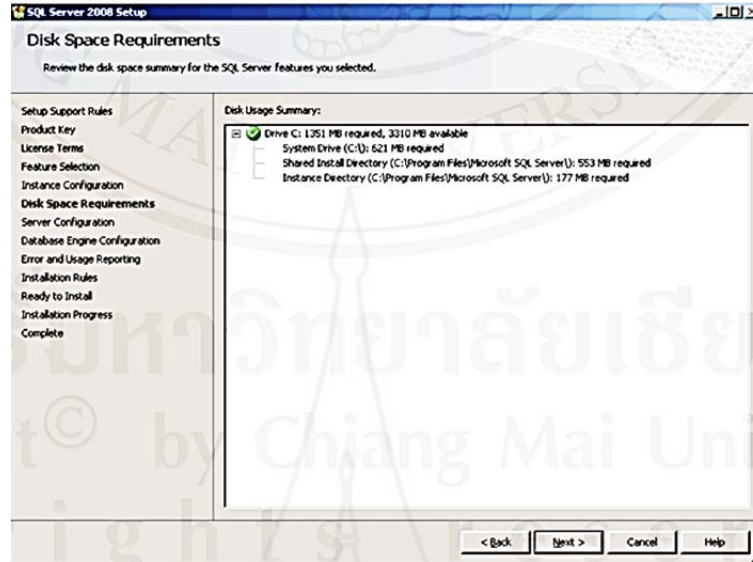 SQL Server 2008 Setup
Disk Space Requirements
Review the disk space summary for the SQL Server features you selected.
Setup Support Rules
Product Key
License Terms
Feature Selection
Instance Configuration
Disk Space Requirements
Server Configuration
Database Engine Configuration
Error and Usage Reporting
Installation Rules
Ready to Install
Installation Progress
Complete
Disk Usage Summary:
Drive C: 1351 MB required, 3310 MB available
System Drive (C:\): 621 MB required
Shared Install Directory (C:\Program Files\Microsoft SQL Server\): 553 MB required
Instance Directory (C:\Program Files\Microsoft SQL Server\): 177 MB required
< Back
Next >
Cancel
Help
© by Chiang Mai Uni